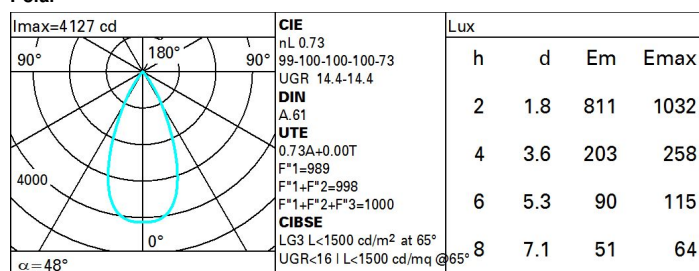 Imax=4127 cd
90° 180° 90°
4000
0°
α=48°
CIE
nL 0.73
99-100-100-100-73
UGR 14.4-14.4
DIN
A.61
UTE
0.73A+0.00T
F"1=989
F"1+F"2=998
F"1+F"2+F"3=1000
CIBSE
LG3 L<1500 cd/m² at 65°
UGR<16 | L<1500 cd/mq @65°
Lux
h d Em Emax
2 1.8 811 1032
4 3.6 203 258
6 5.3 90 115
8 7.1 51 64